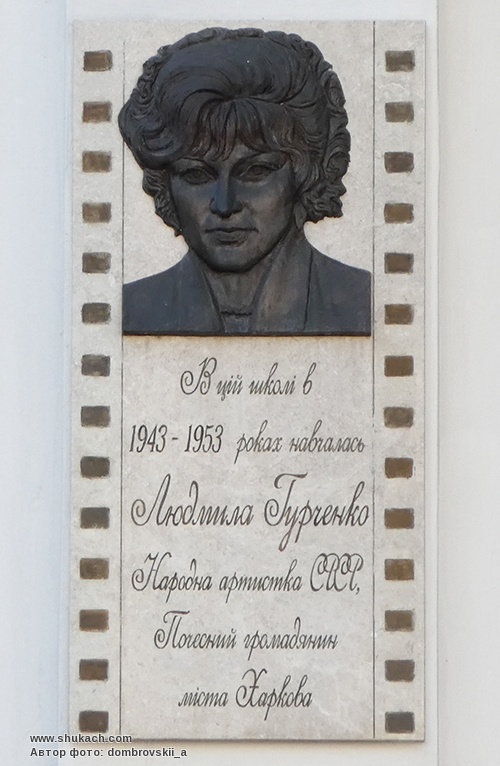 В цій школі в
1943 - 1953 роках навчалась
Людмила Гурченко
Народна артистка СРСР,
Почесний громадянин
міста Харкова
www.shukach.com
Автор фото: dombrovskii_a